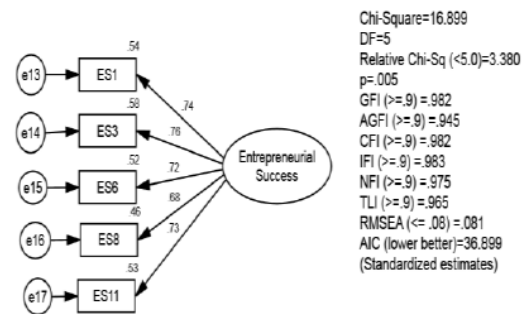 .54
e13
ES1
.74
.58
e14
ES3
.76
.52
e15
ES6
.72
.46
e16
ES8
.68
.53
e17
ES11
.73
Entrepreneurial
Success
Chi-Square=16.899
DF=5
Relative Chi-Sq (<5.0)=3.380
p=.005
GFI (>=.9) =.982
AGFI (>=.9)=.945
CFI (>=.9)=.982
IFI (>=.9)=.983
NFI (>=.9)=.975
TLI (>=.9)=.965
RMSEA (<= .08)=.081
AIC (lower better)=36.899
(Standardized estimates)